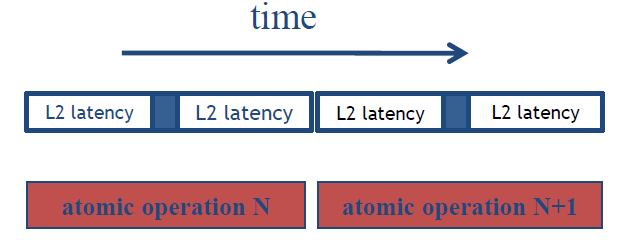 time
L2 latency L2 latency L2 latency L2 latency
atomic operation N atomic operation N+1